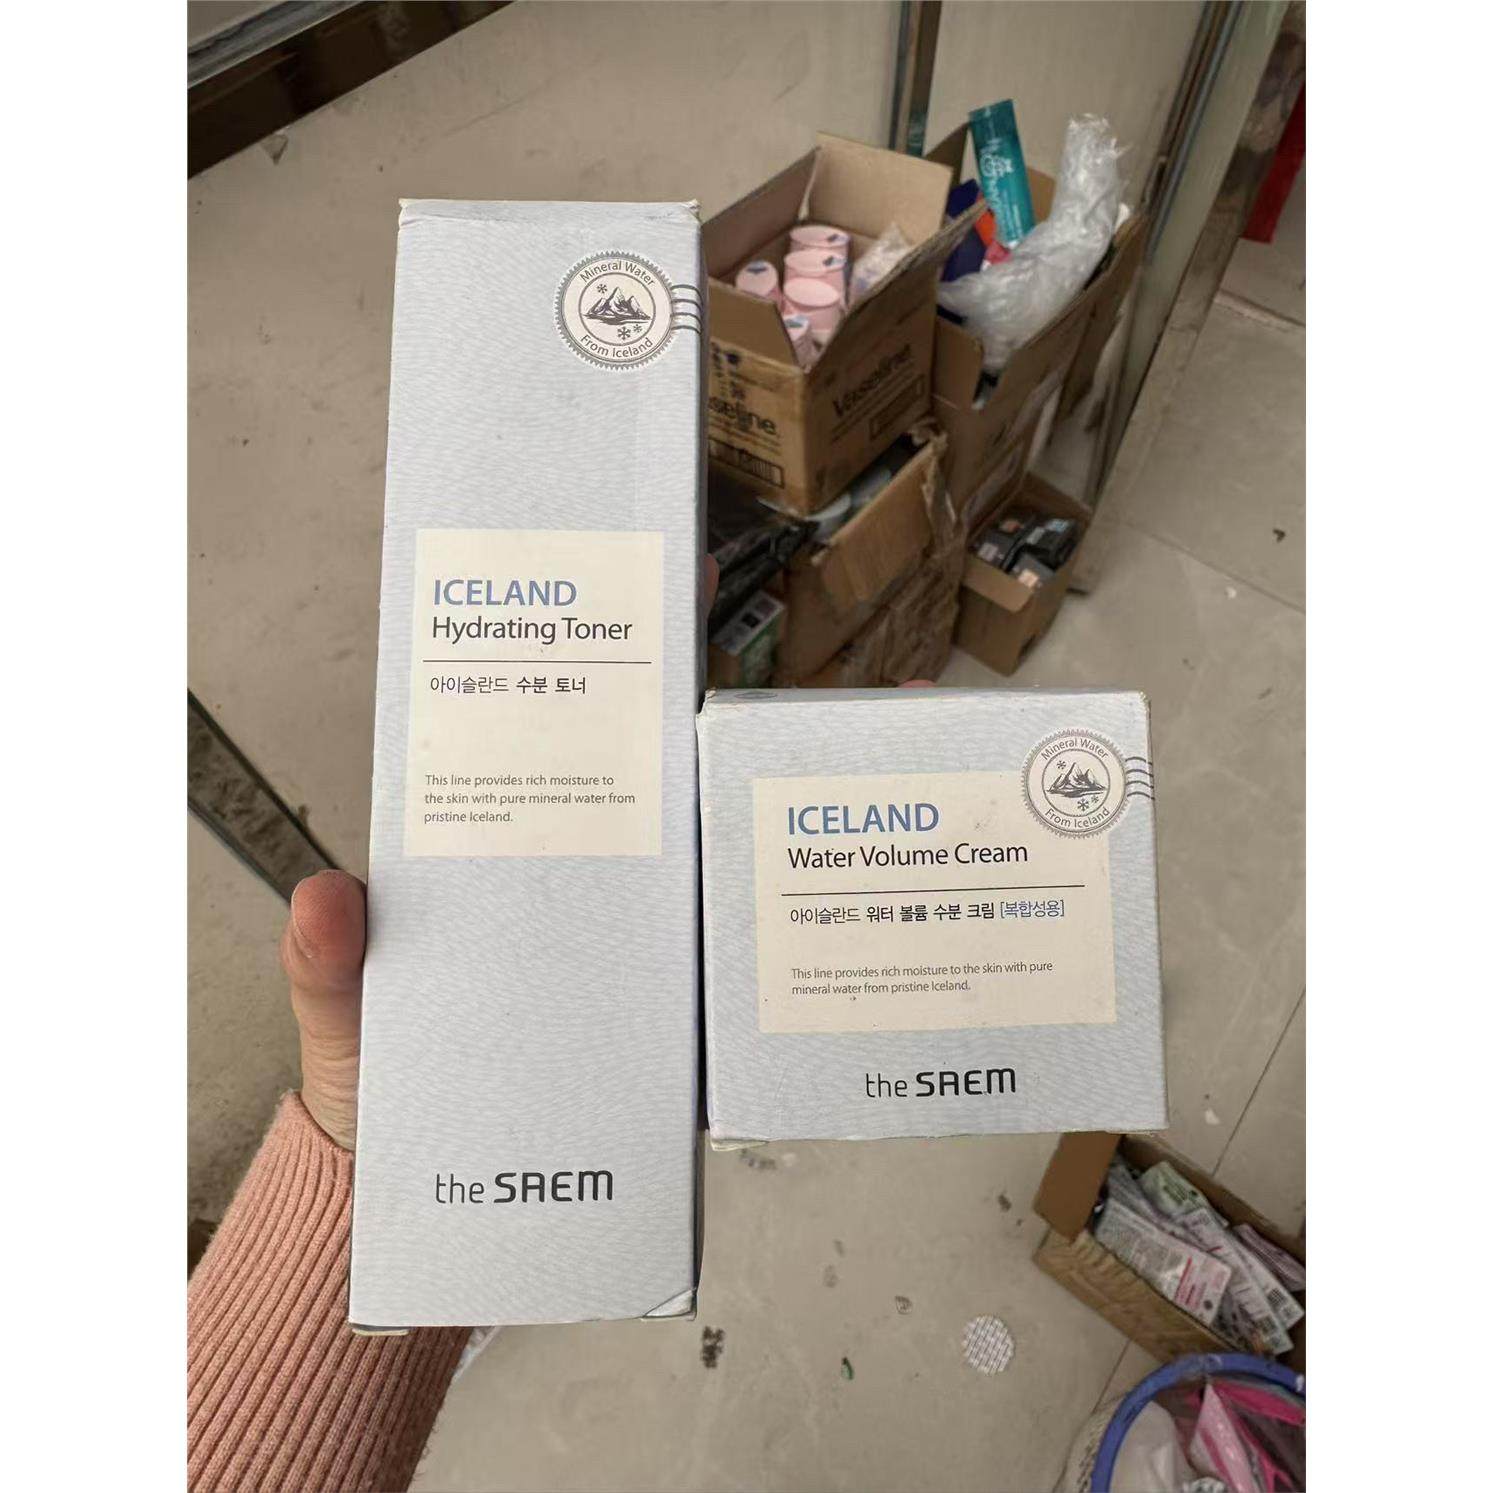 Mineral Water
From Iceland
ICELAND
Hydrating Toner
아이슬란드 수분 토너
This line provides rich moisture to
the skin with pure mineral water from
pristine Iceland.
the SAEM
Mineral Water
From Iceland
ICELAND
Water Volume Cream
아이슬란드 워터 볼륨 수분 크림 [복합성용]
This line provides rich moisture to the skin with pure
mineral water from pristine Iceland.
the SAEM
Vaseline